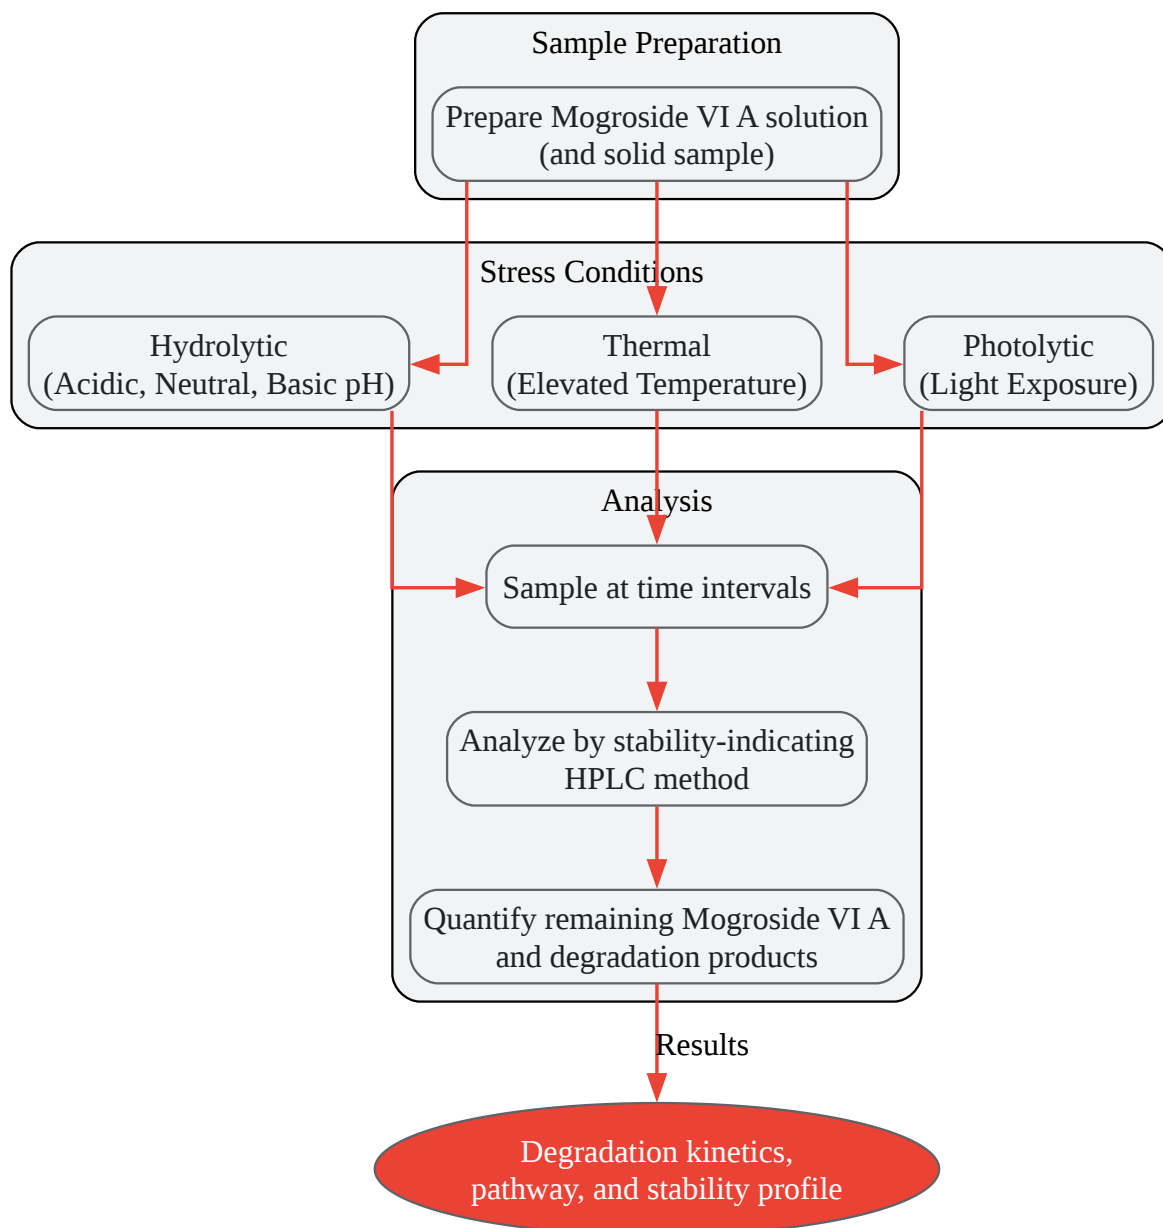 Sample Preparation
Prepare Mogroside VI A solution
(and solid sample)
Stress Conditions
Hydrolytic
(Acidic, Neutral, Basic pH)
Thermal
(Elevated Temperature)
Photolytic
(Light Exposure)
Analysis
Sample at time intervals
Analyze by stability-indicating
HPLC method
Quantify remaining Mogroside VI A
and degradation products
Results
Degradation kinetics,
pathway, and stability profile